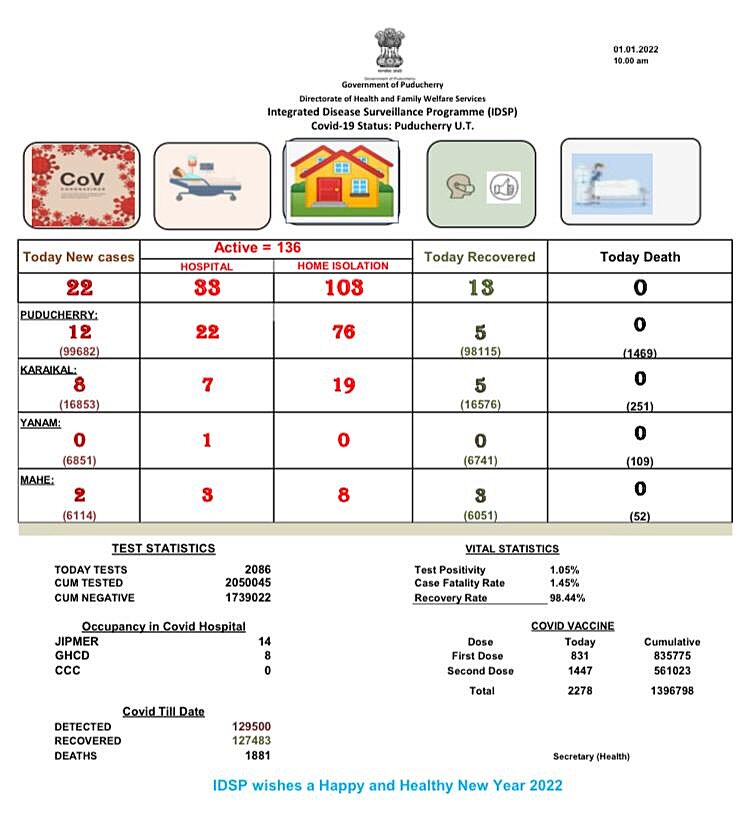 01.01.2022
10.00 am
Government of Puducherry
Government of Puducherry
Directorate of Health and Family Welfare Services
Integrated Disease Surveillance Programme (IDSP)
Covid-19 Status: Puducherry U.T.
CoV
CORONAVIRUS
Today New cases
Active = 136
HOSPITAL
HOME ISOLATION
Today Recovered
Today Death
22 33 103 13 0
PUDUCHERRY:
12 22 76 5 0
(99682) (98115) (1469)
KARAIKAL:
8 7 19 5 0
(16853) (16576) (251)
YANAM:
0 1 0 0 0
(6851) (6741) (109)
MAHE:
2 3 8 3 0
(6114) (6051) (52)
TEST STATISTICS
TODAY TESTS 2086
CUM TESTED 2050045
CUM NEGATIVE 1739022
VITAL STATISTICS
Test Positivity 1.05%
Case Fatality Rate 1.45%
Recovery Rate 98.44%
Occupancy in Covid Hospital
JIPMER 14
GHCD 8
CCC 0
COVID VACCINE
Dose Today Cumulative
First Dose 831 835775
Second Dose 1447 561023
Total 2278 1396798
Covid Till Date
DETECTED 129500
RECOVERED 127483
DEATHS 1881
Secretary (Health)
IDSP wishes a Happy and Healthy New Year 2022